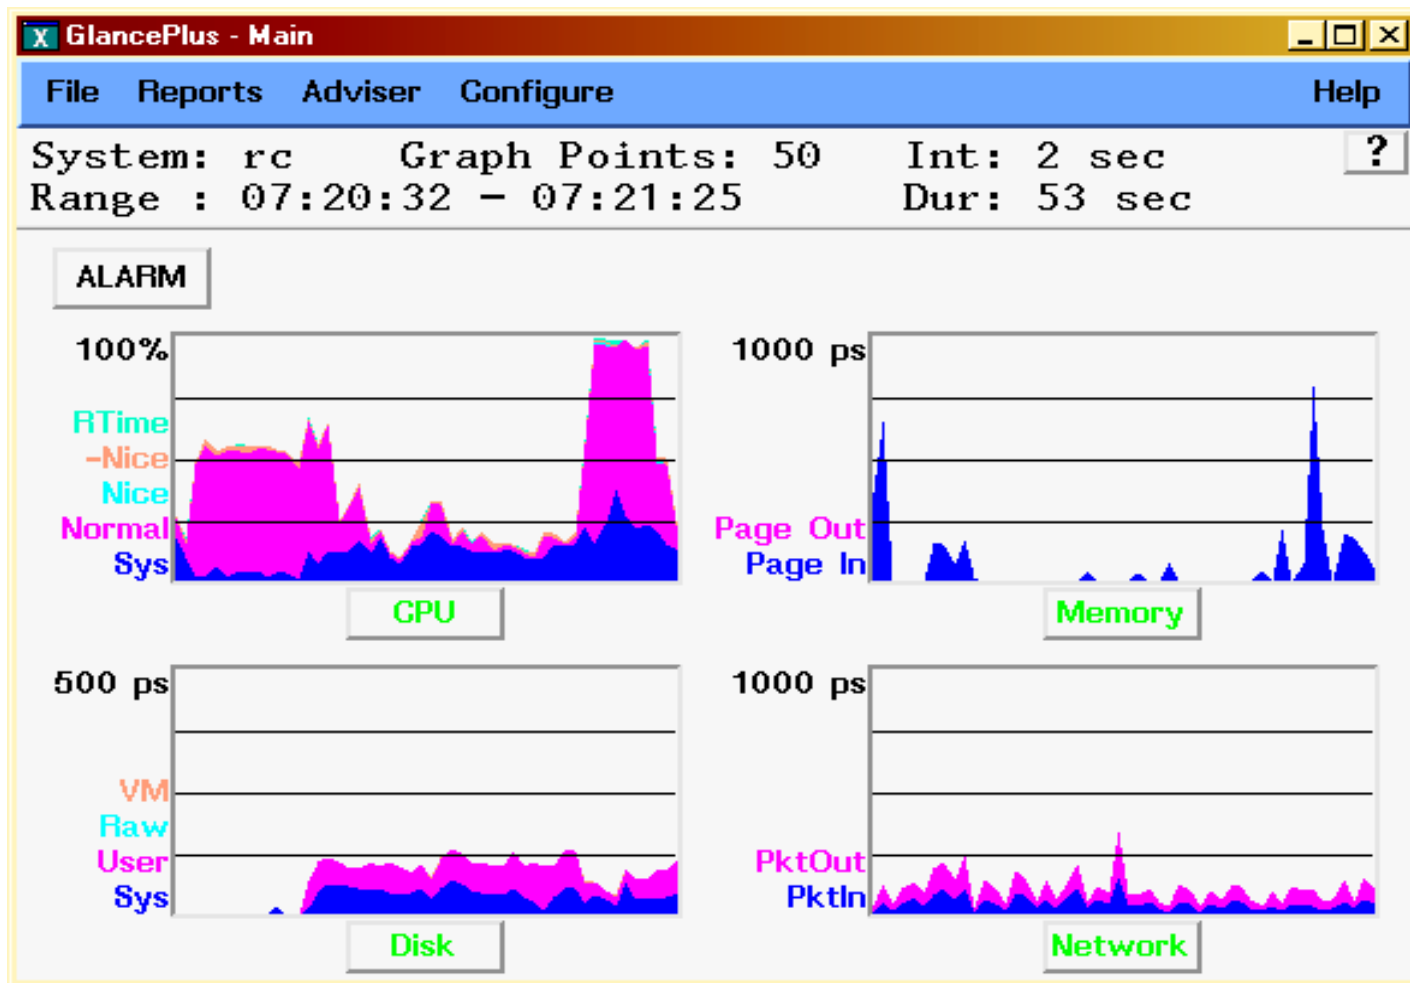 X GlancePlus - Main
File Reports Adviser Configure Help
System: rc Graph Points: 50 Int: 2 sec ?
Range : 07:20:32 - 07:21:25 Dur: 53 sec
ALARM
100%
RTime
-Nice
Nice
Normal
Sys
CPU
1000 ps
Page Out
Page In
Memory
500 ps
VM
Raw
User
Sys
Disk
1000 ps
PktOut
PktIn
Network